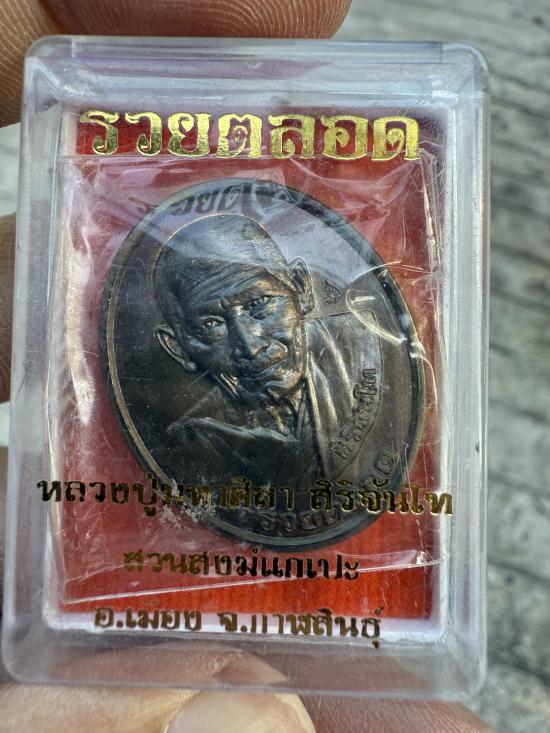 รวยตลอด
หลวงปู่มหาศิลา สิริจันโท
สวนสงฆ์แกเปะ
อ.เมือง จ.กาฬสินธุ์